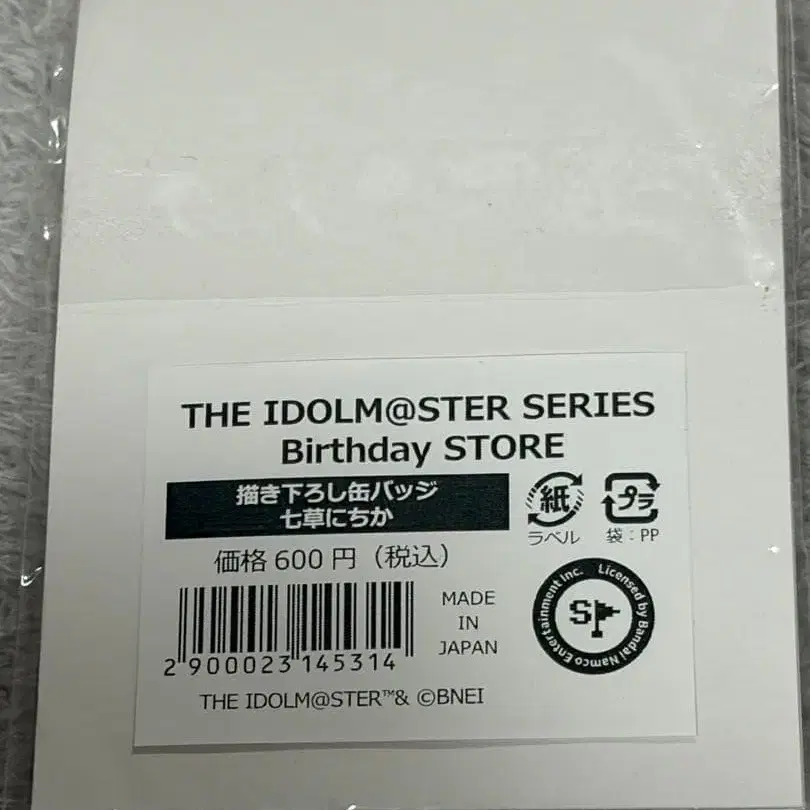 THE IDOLM@STER SERIES
Birthday STORE
描き下ろし缶バッジ
七草にちか
紙
ラベル
プラ
袋：PP
価格 600 円（税込）
2 900023 145314
MADE
IN
JAPAN
Licensed by Bandai Namco Entertainment Inc.
S
THE IDOLM@STER™& ©BNEI